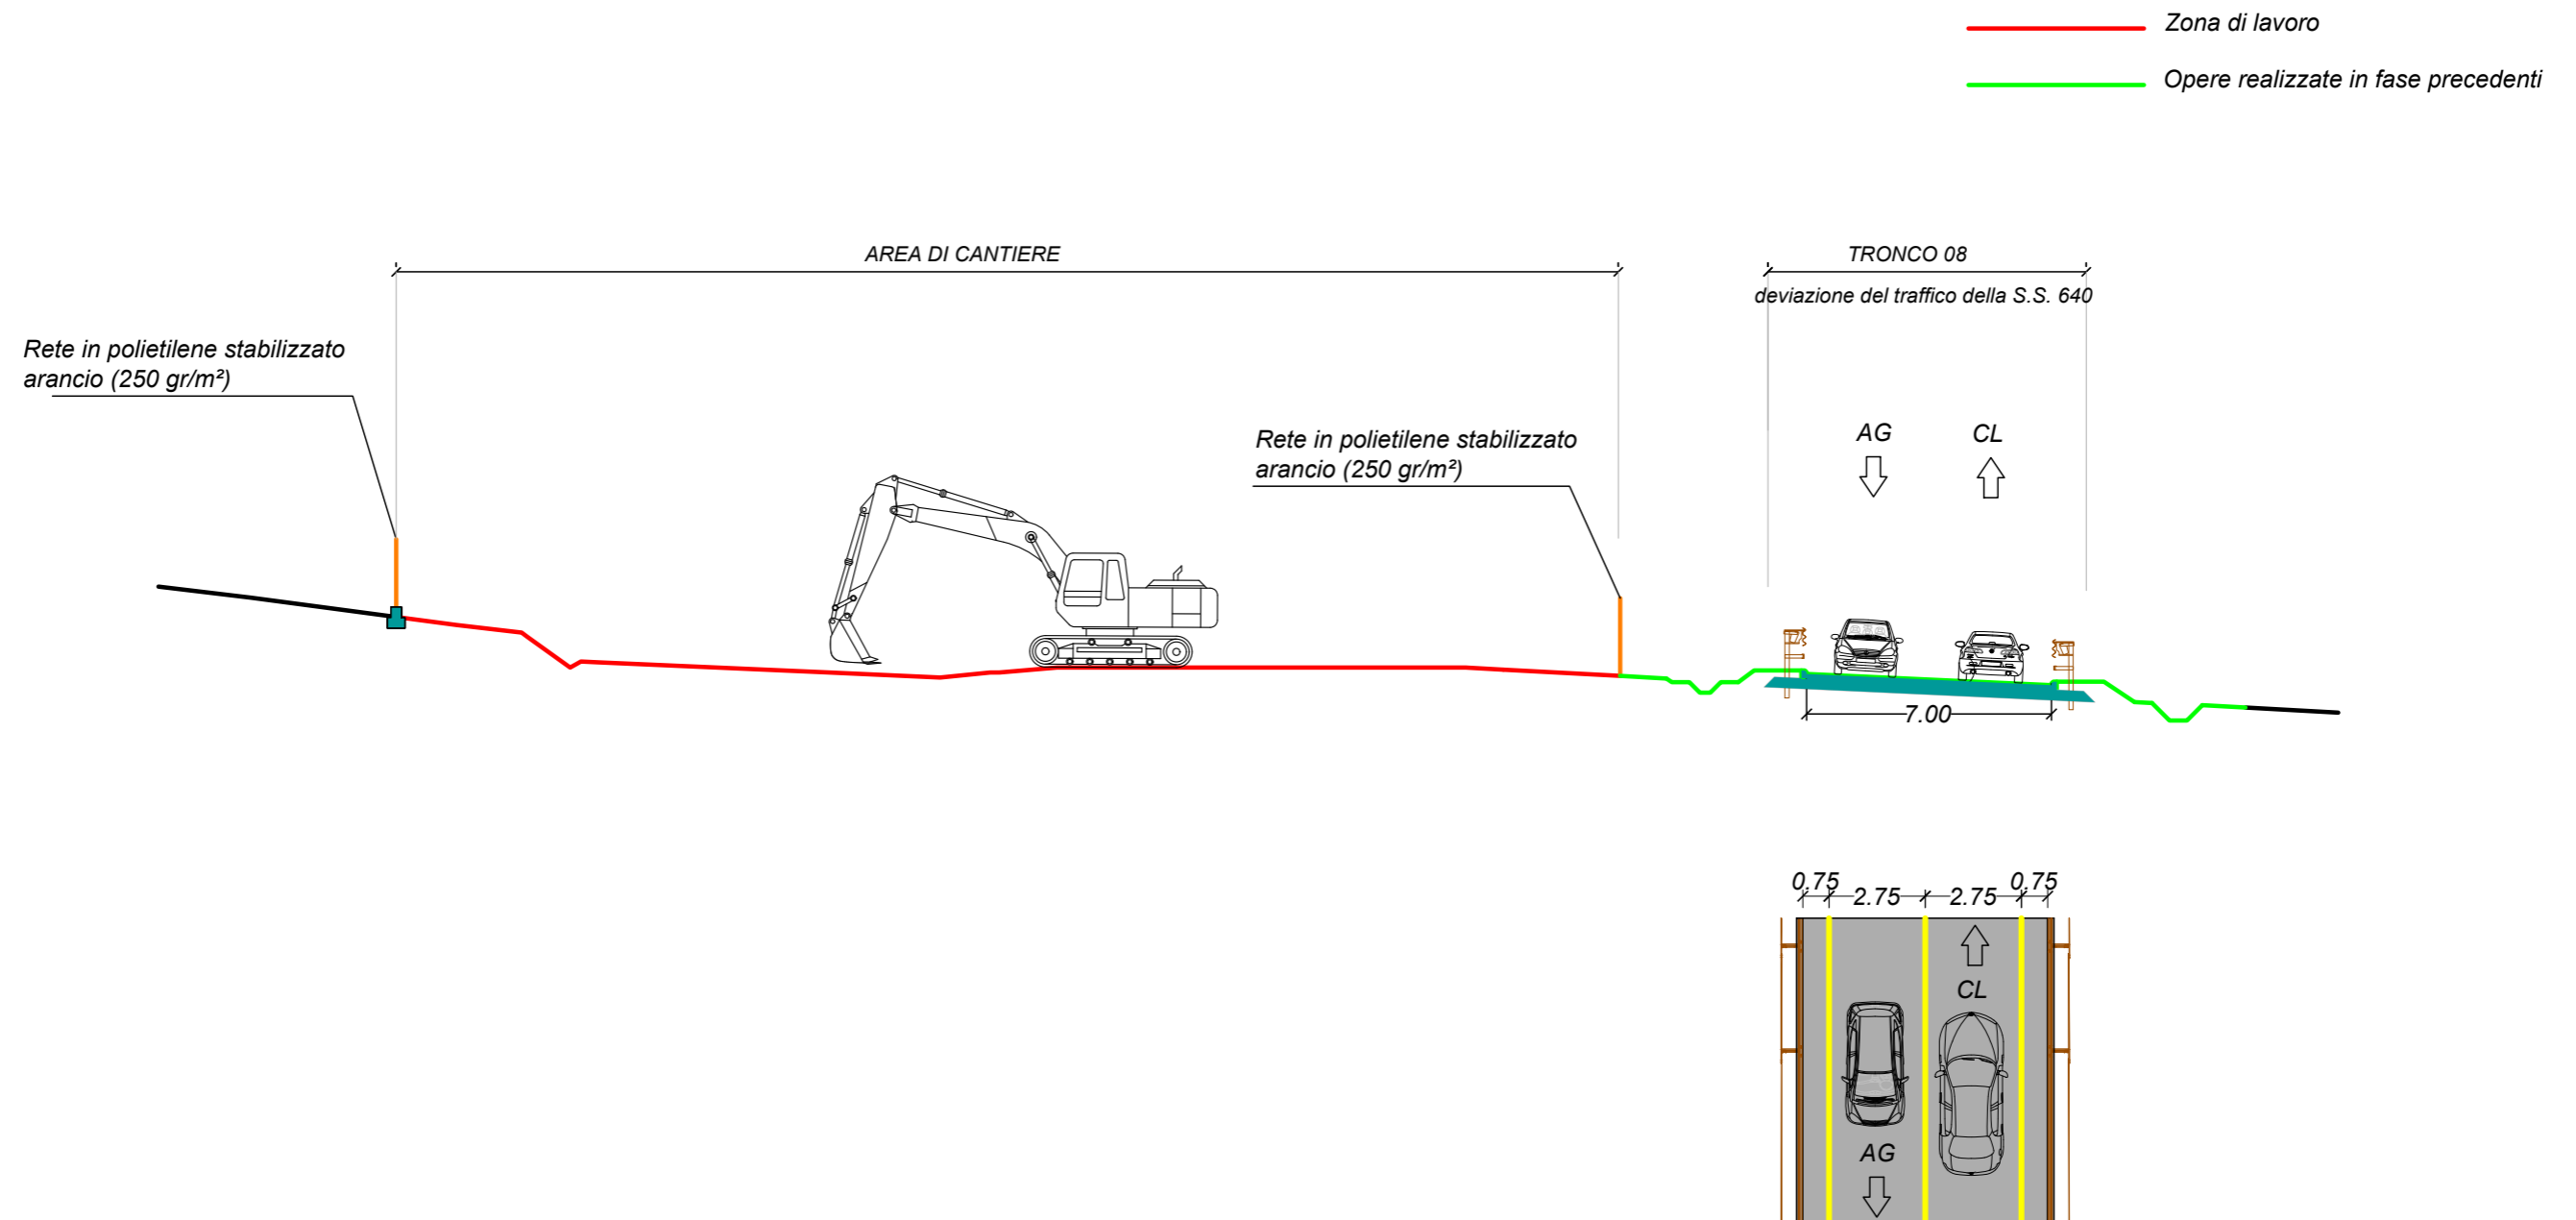 Zona di lavoro
Opere realizzate in fase precedenti
AREA DI CANTIERE
TRONCO 08
deviazione del traffico della S.S. 640
Rete in polietilene stabilizzato
arancio (250 gr/m²)
Rete in polietilene stabilizzato
arancio (250 gr/m²)
AG
CL
7.00
0.75
2.75
2.75
0.75
CL
AG